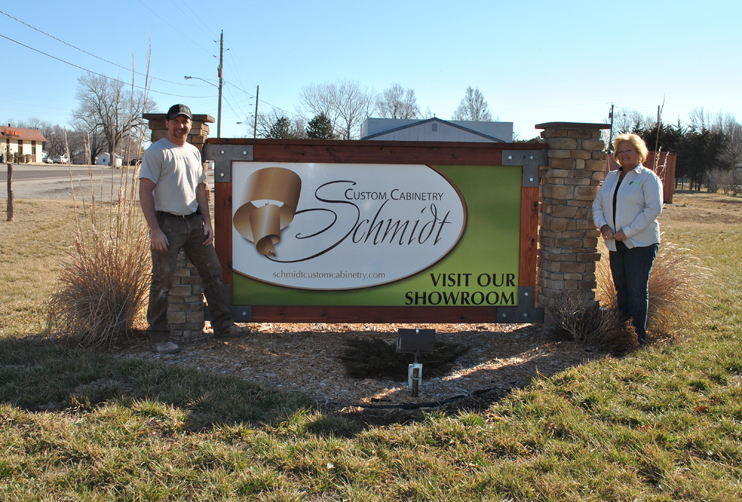 Custom Cabinetry
Schmidt
schmidtcustomcabinetry.com
VISIT OUR
SHOWROOM